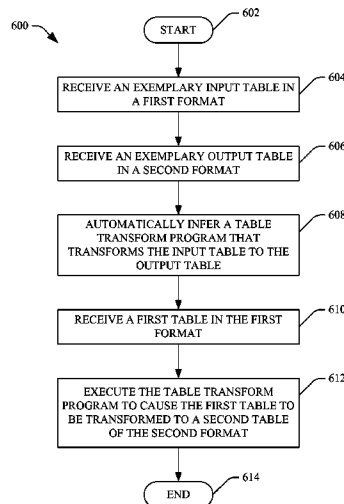 600
START
602
RECEIVE AN EXEMPLARY INPUT TABLE IN
A FIRST FORMAT
604
RECEIVE AN EXEMPLARY OUTPUT TABLE
IN A SECOND FORMAT
606
AUTOMATICALLY INFER A TABLE
TRANSFORM PROGRAM THAT
TRANSFORMS THE INPUT TABLE TO THE
OUTPUT TABLE
608
RECEIVE A FIRST TABLE IN THE FIRST
FORMAT
610
EXECUTE THE TABLE TRANSFORM
PROGRAM TO CAUSE THE FIRST TABLE TO
BE TRANSFORMED TO A SECOND TABLE
OF THE SECOND FORMAT
612
END
614